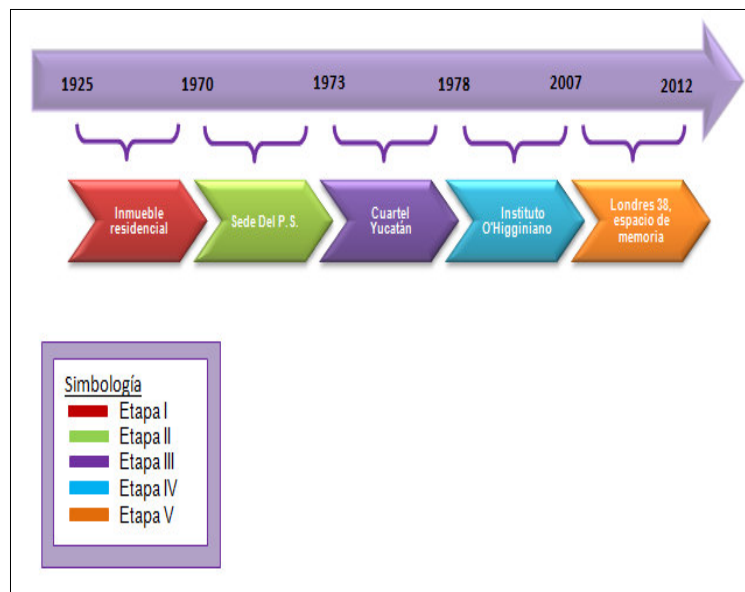 1925 1970 1973 1978 2007 2012
Inmueble
residencial
Sede Del P.S.
Cuartel
Yucatán
Instituto
O'Higginiano
Londres 38,
espacio de
memoria
Simbología
Etapa I
Etapa II
Etapa III
Etapa IV
Etapa V